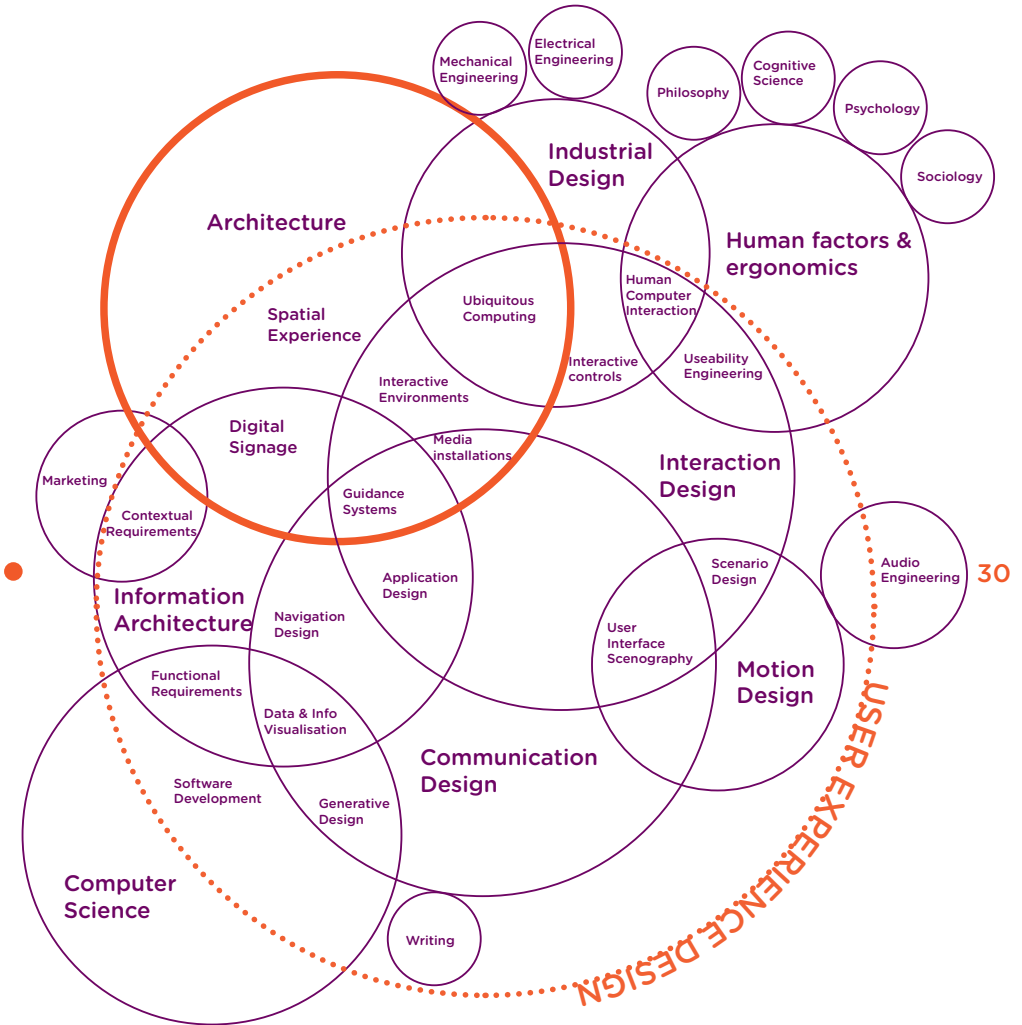 Mechanical
Engineering
Electrical
Engineering
Philosophy
Cognitive
Science
Psychology
Sociology
Industrial
Design
Architecture
Human factors &
ergonomics
Spatial
Experience
Ubiquitous
Computing
Human
Computer
Interaction
Interactive
controls
Useability
Engineering
Interactive
Environments
Digital
Signage
Media
installations
Marketing
Contextual
Requirements
Guidance
Systems
Interaction
Design
Information
Architecture
Application
Design
Navigation
Design
Scenario
Design
Audio
Engineering
30
User
Interface
Scenography
Motion
Design
Functional
Requirements
Data & Info
Visualisation
Communication
Design
Software
Development
Generative
Design
Computer
Science
Writing
USER EXPERIENCE DESIGN